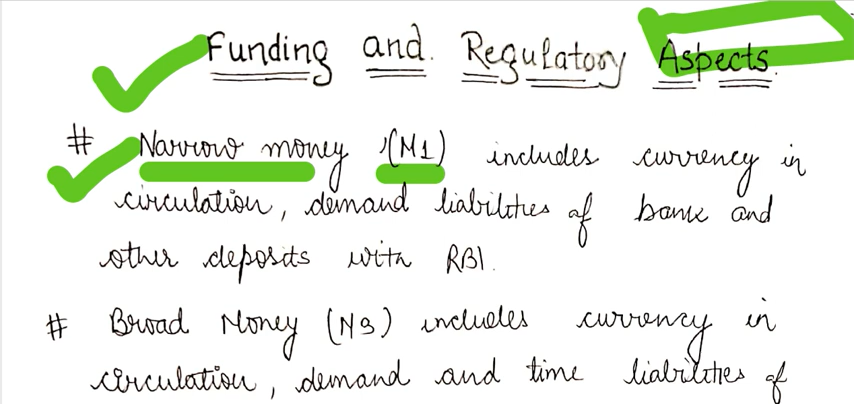 Funding and Regulatory Aspects.
# Narrow money (M1) includes currency in
circulation, demand liabilities of bank and
other deposits with RBI.
# Broad Money (M3) includes currency in
circulation, demand and time liabilities of